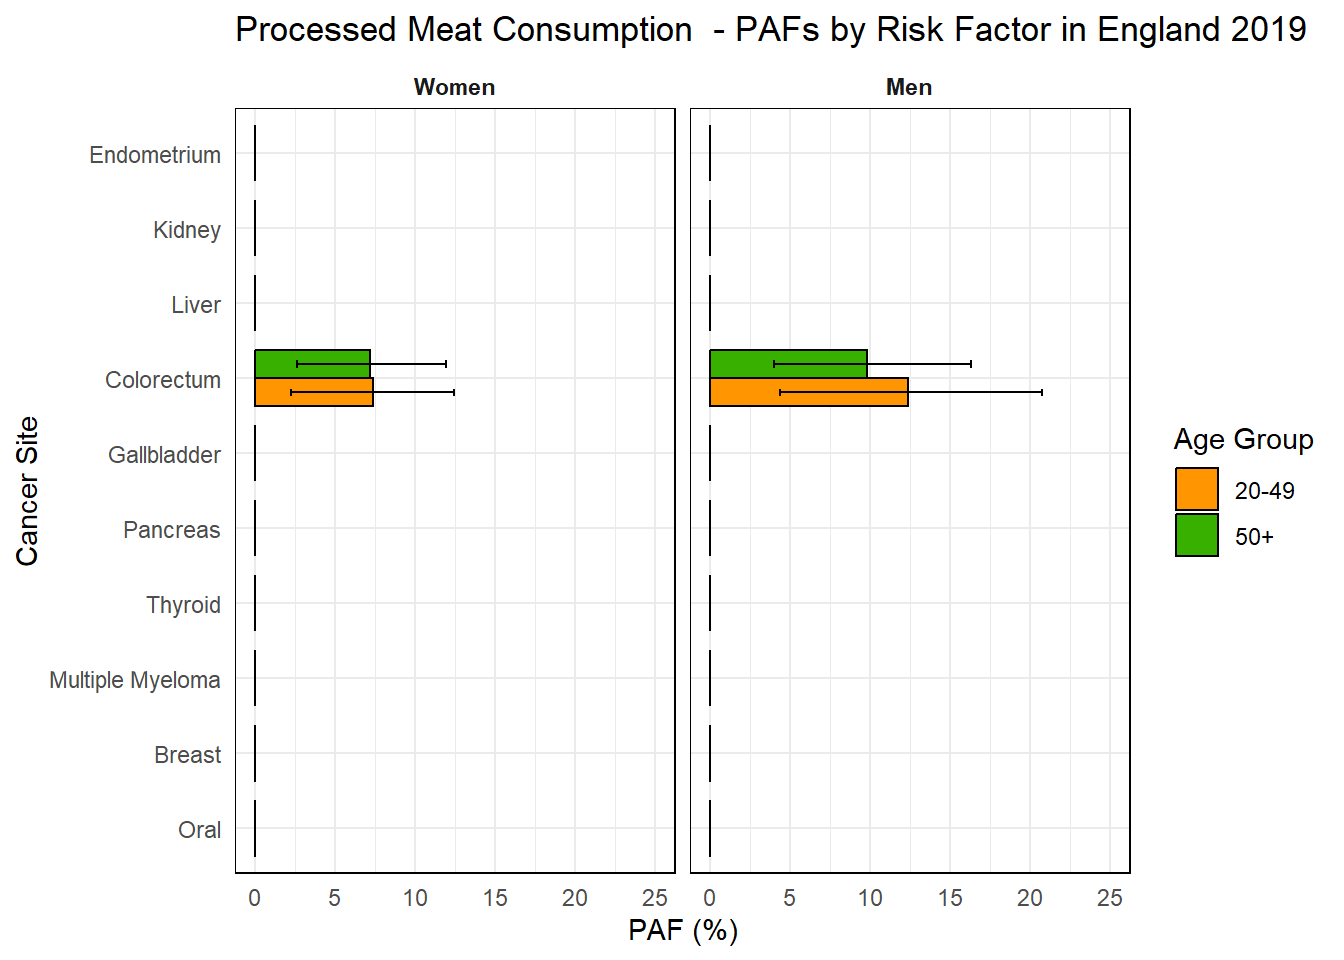 Processed Meat Consumption  - PAFs by Risk Factor in England 2019
Women
Men
Endometrium
Kidney
Liver
Colorectum
Gallbladder
Pancreas
Thyroid
Multiple Myeloma
Breast
Oral
Cancer Site
0 5 10 15 20 25
0 5 10 15 20 25
PAF (%)
Age Group
20-49
50+